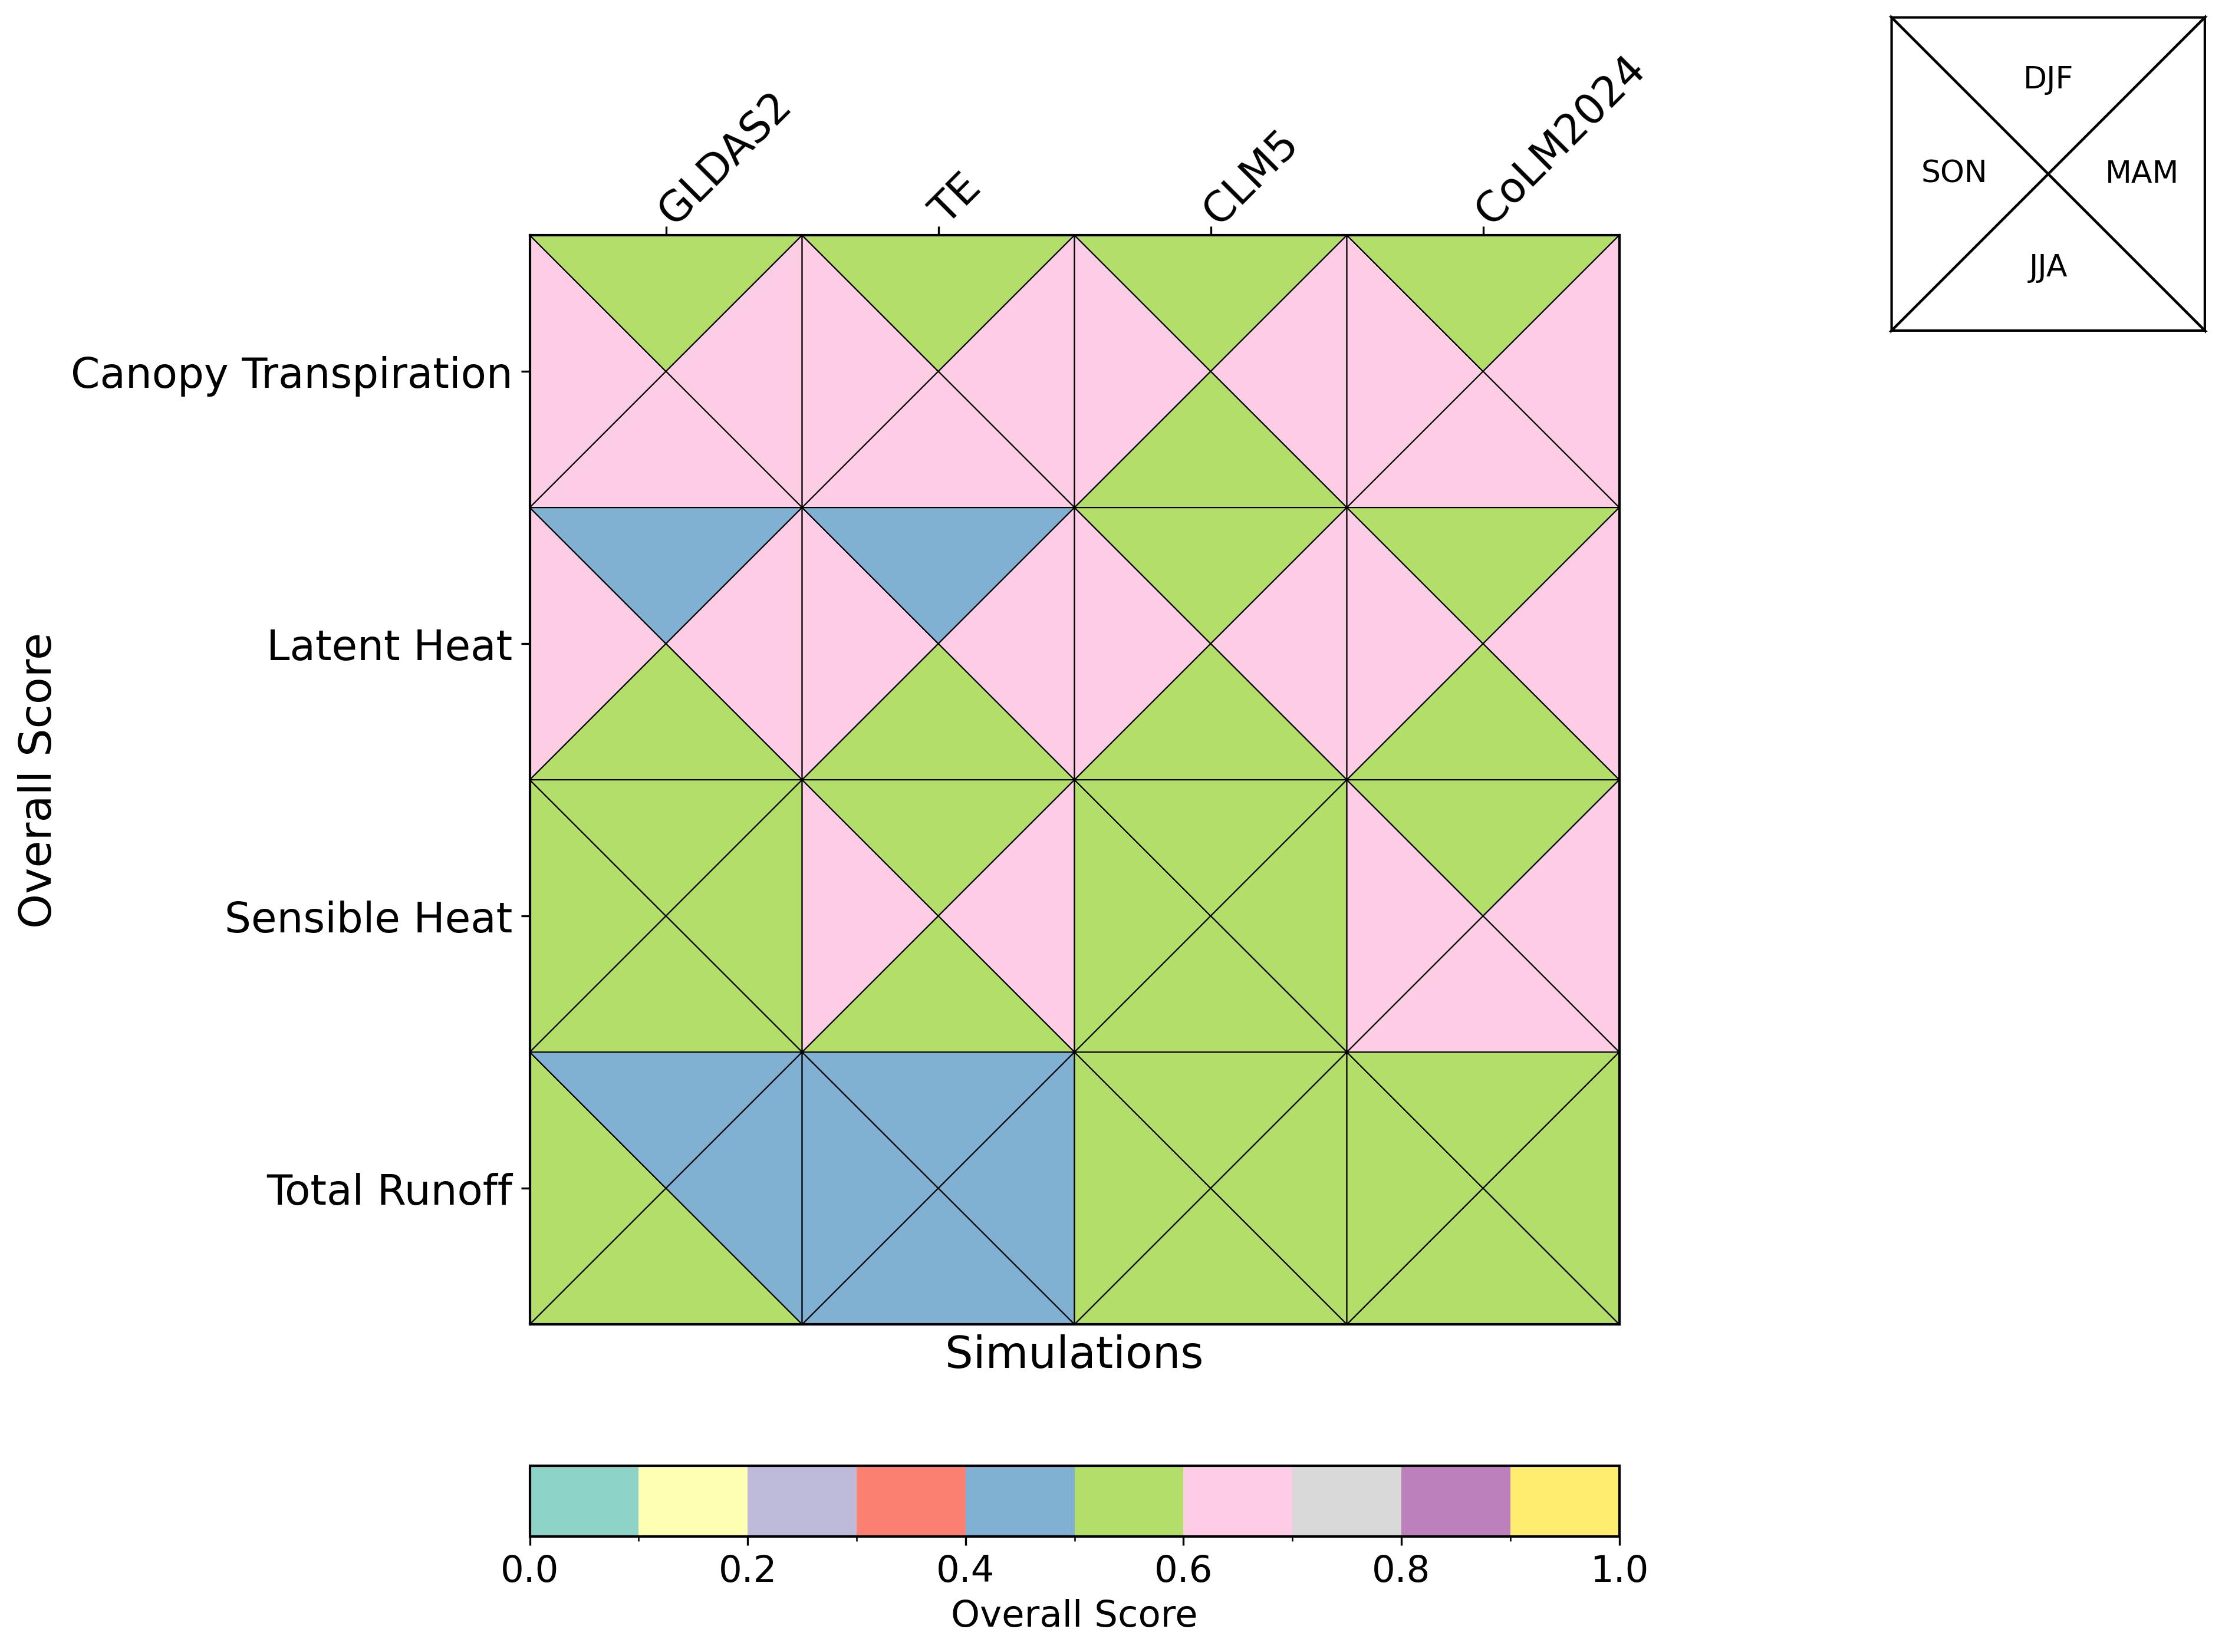 GLDAS2
TE
CLM5
CoLM2024
DJF
SON
MAM
JJA
Overall Score
Canopy Transpiration
Latent Heat
Sensible Heat
Total Runoff
Simulations
0.0 0.2 0.4 0.6 0.8 1.0
Overall Score